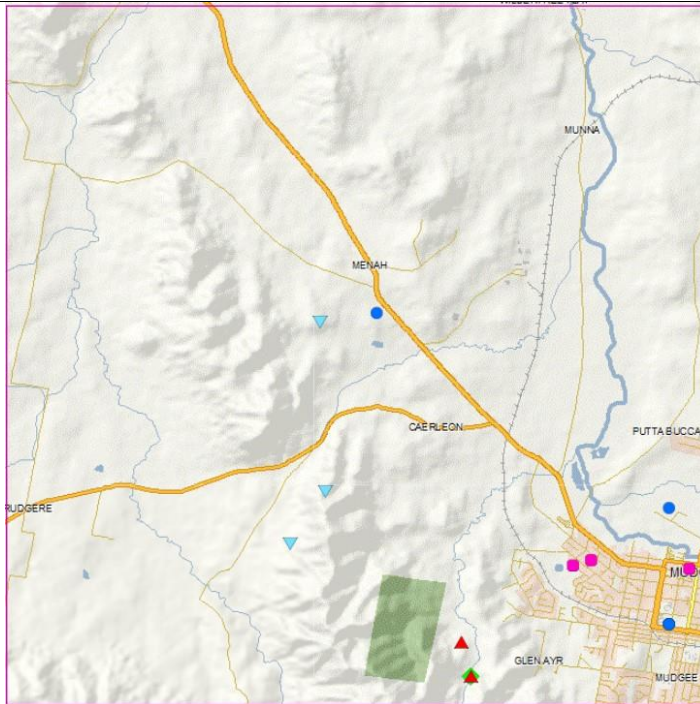 MUNNA
MENAH
CAERLEON
PUTTA BUCCA
RUDGERE
GLEN AYR
MUDGEE